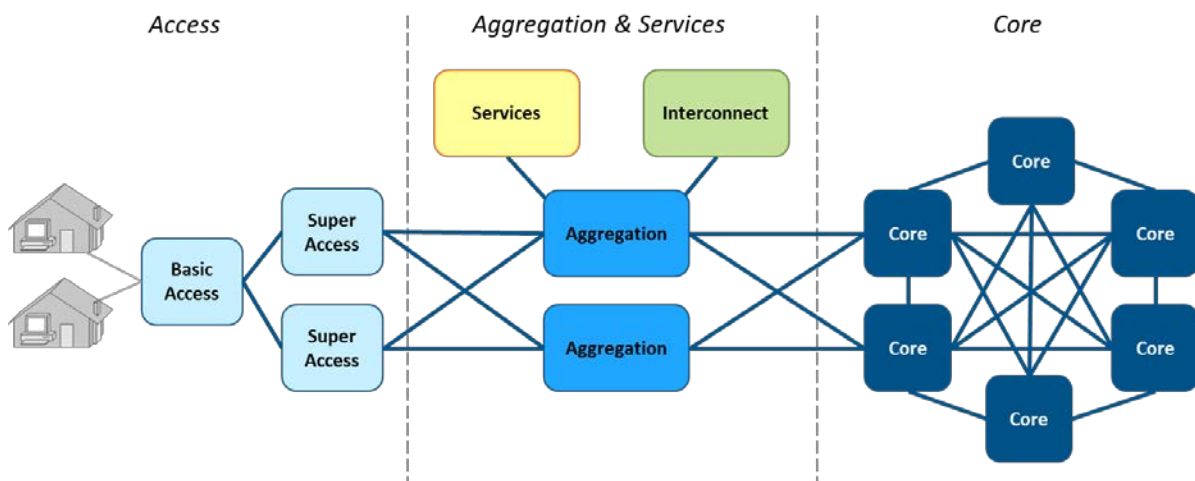 Access
Aggregation & Services
Core
Services
Interconnect
Super
Access
Basic
Access
Super
Access
Aggregation
Aggregation
Core
Core
Core
Core
Core
Core